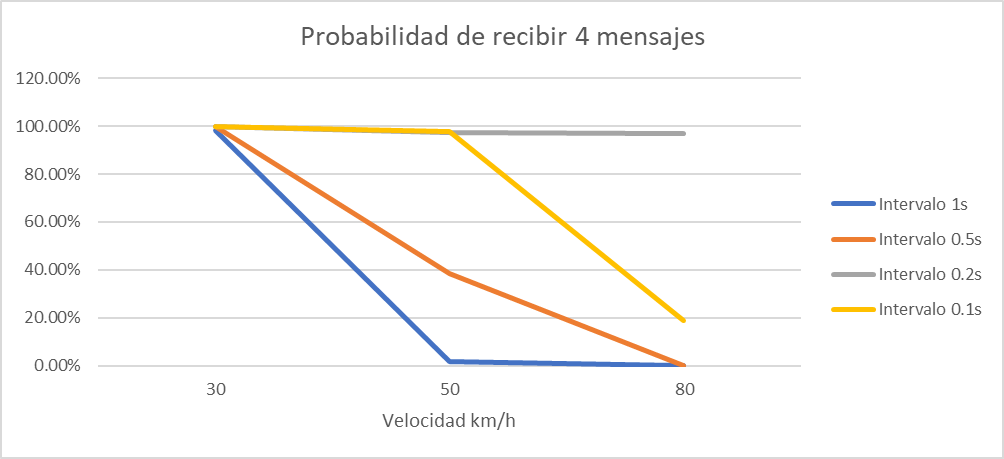 Probabilidad de recibir 4 mensajes
120.00%
100.00%
80.00%
60.00%
40.00%
20.00%
0.00%
30 50 80
Velocidad km/h
Intervalo 1s
Intervalo 0.5s
Intervalo 0.2s
Intervalo 0.1s